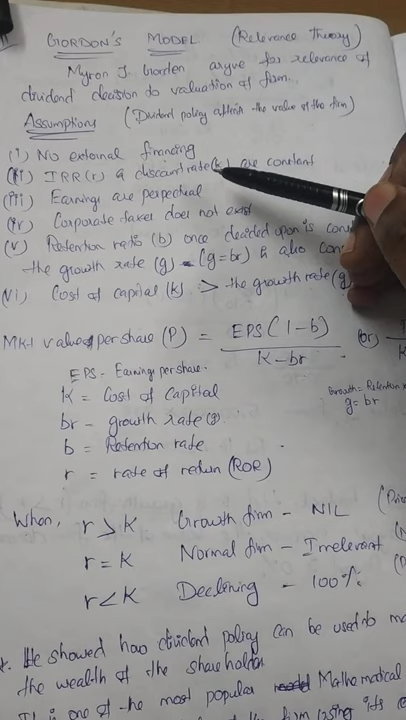 GORDON'S MODEL (Relevance Theory)
Myron J. Gorden argue for relevance of
dividend decision to valuation of firm.
Assumptions (Dividend policy affects the value of the firm)
(i) No external financing
(ii) IRR(r) & discount rate(k) are constant
(iii) Earnings are perpetual
(iv) Corporate taxes does not exist
(v) Retention ratio (b) once decided upon is
the growth rate (g) - (g=br) is also
(vi) Cost of capital (k) > the growth rate (g
Mkt value per share (P) = EPS(1-b) / K-br (or)
EPS - Earnings per share.
K = Cost of Capital
br - growth rate (g).
b = Retention rate
r = rate of return (ROR)
Growth = Retention
g = br
When, r > K Growth firm - NIL
r = K Normal firm - Irrelevant
r < K Declining - 100%
He showed how dividend policy can be used to
the wealth of the shareholder
It is one of the most popular Mathematical
the firm using its